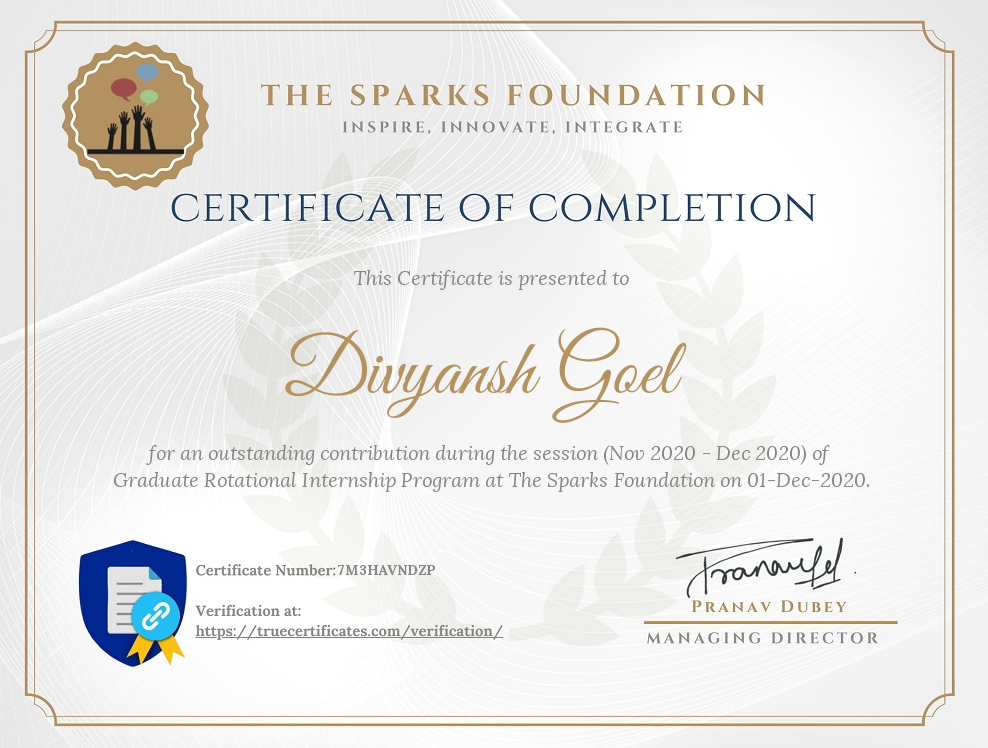 THE SPARKS FOUNDATION
INSPIRE, INNOVATE, INTEGRATE
CERTIFICATE OF COMPLETION
This Certificate is presented to
Divyansh Goel
for an outstanding contribution during the session (Nov 2020 - Dec 2020) of
Graduate Rotational Internship Program at The Sparks Foundation on 01-Dec-2020.
Certificate Number:7M3HAVNDZP
Verification at:
https://truecertificates.com/verification/
PRANAV DUBEY
MANAGING DIRECTOR